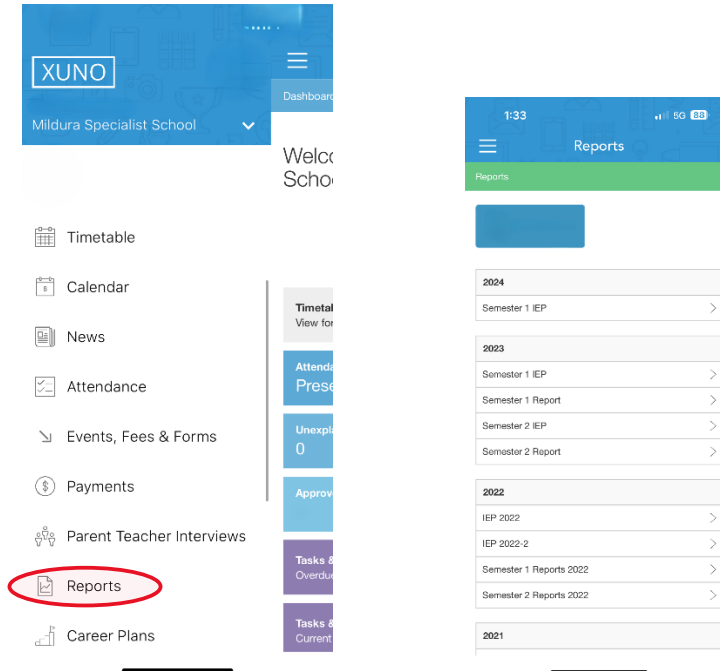 XUNO
Mildura Specialist School
Timetable
Calendar
News
Attendance
Events, Fees & Forms
Payments
Parent Teacher Interviews
Reports
Career Plans
Dashboard
Welco
Schoo
Timetal
View for
Attenda
Prese
Unexpla
0
Approv
Tasks &
Overdue
Tasks &
Current
1:33
5G 88
Reports
Reports
2024
Semester 1 IEP
2023
Semester 1 IEP
Semester 1 Report
Semester 2 IEP
Semester 2 Report
2022
IEP 2022
IEP 2022-2
Semester 1 Reports 2022
Semester 2 Reports 2022
2021